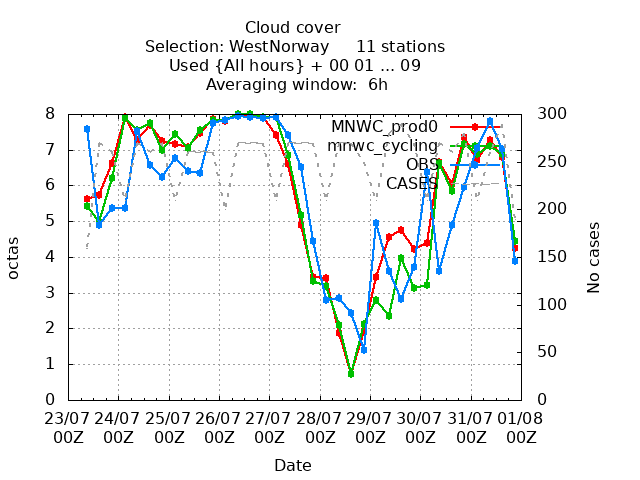 Cloud cover
Selection: WestNorway 11 stations
Used {All hours} + 00 01 ... 09
Averaging window: 6h
8 300
MNWC_prod0
mnwc_cycling
7 250
OBS
CASES
6
200
5
octas
4 150
No cases
3
100
2
1 50
0 0
23/07 24/07 25/07 26/07 27/07 28/07 29/07 30/07 31/07 01/08
00Z 00Z 00Z 00Z 00Z 00Z 00Z 00Z 00Z 00Z
Date